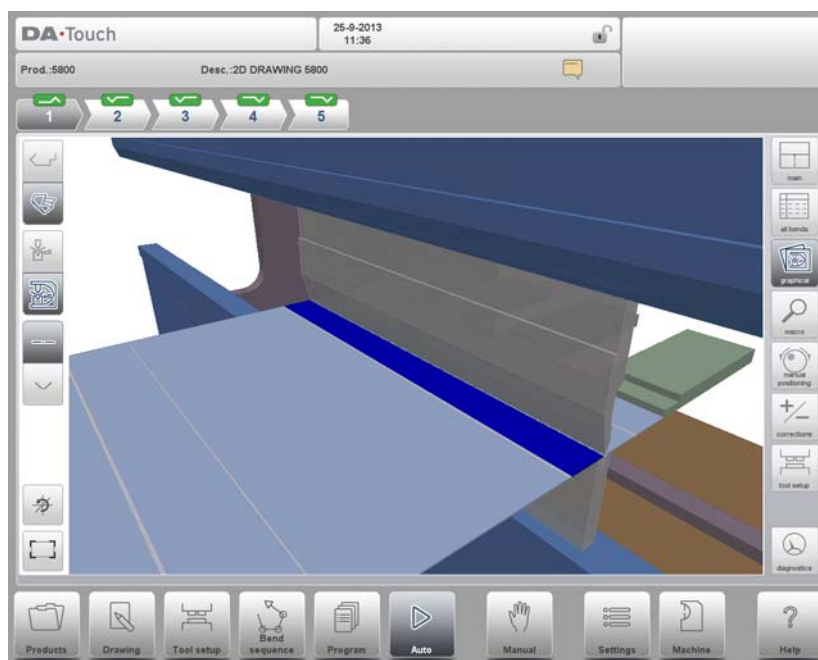 DA•Touch
25-9-2013
11:36
Prod.:5800
Desc.:2D DRAWING 5800
1 2 3 4 5
main
all bends
graphical
macro
manual
positioning
corrections
tool setup
diagnostics
Products
Drawing
Tool setup
Bend
sequence
Program
Auto
Manual
Settings
Machine
?
Help